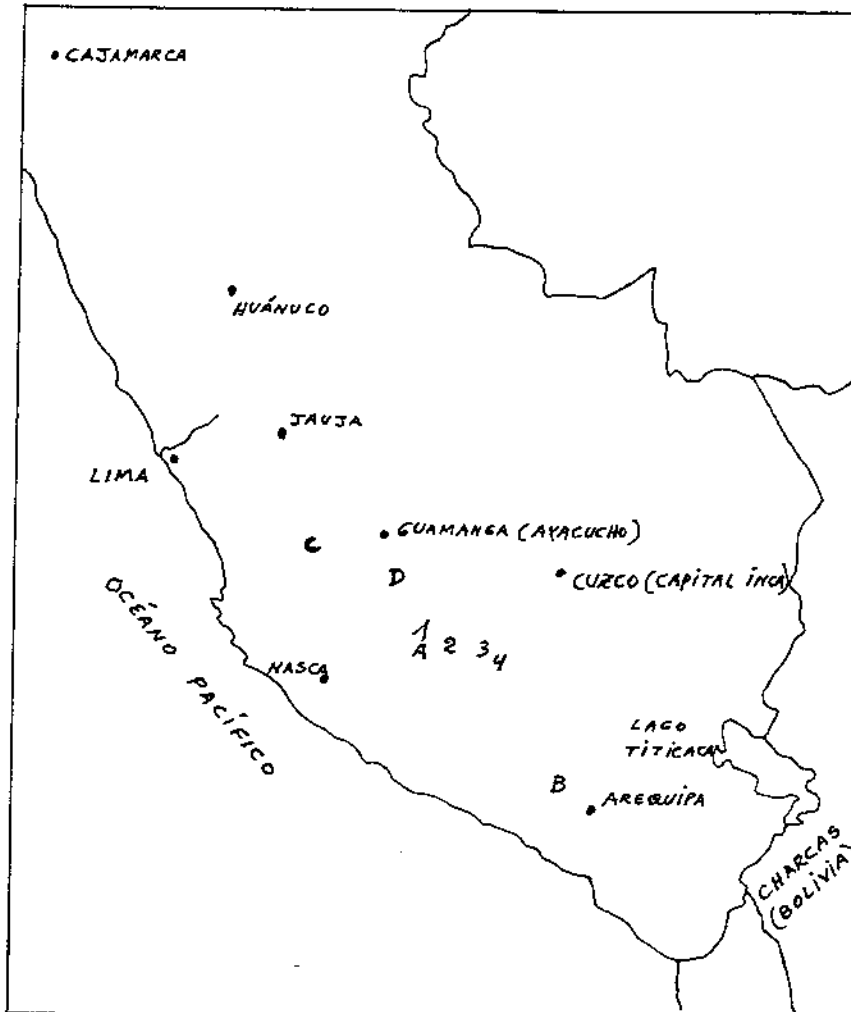 CAJAMARCA
HUÁNUCO
JAUJA
LIMA
C
GUAMANGA (AYACUCHO)
D
CUZCO (CAPITAL INCA)
OCÉANO PACÍFICO
1
A 2 3 4
NASCA
LAGO
TITICACA
B
AREQUIPA
CHARCAS
(BOLIVIA)